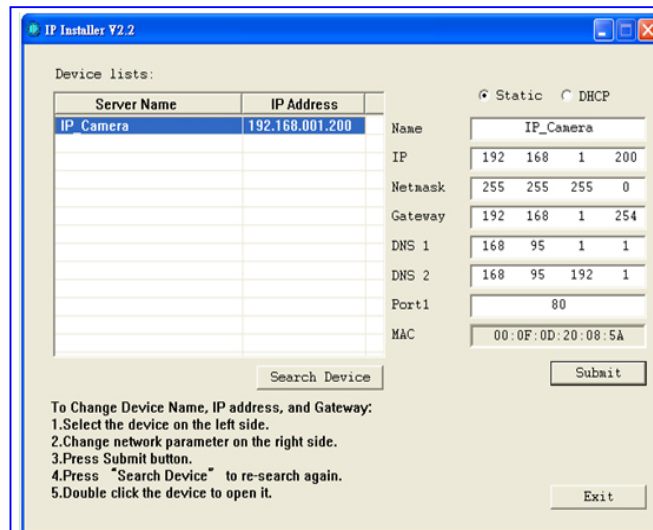 IP Installer V2.2
Device lists:
Server Name IP Address
IP_Camera 192.168.001.200
Static DHCP
Name IP_Camera
IP 192 168 1 200
Netmask 255 255 255 0
Gateway 192 168 1 254
DNS 1 168 95 1 1
DNS 2 168 95 192 1
Port1 80
MAC 00:0F:0D:20:08:5A
Search Device
Submit
To Change Device Name, IP address, and Gateway:
1.Select the device on the left side.
2.Change network parameter on the right side.
3.Press Submit button.
4.Press “Search Device” to re-search again.
5.Double click the device to open it.
Exit